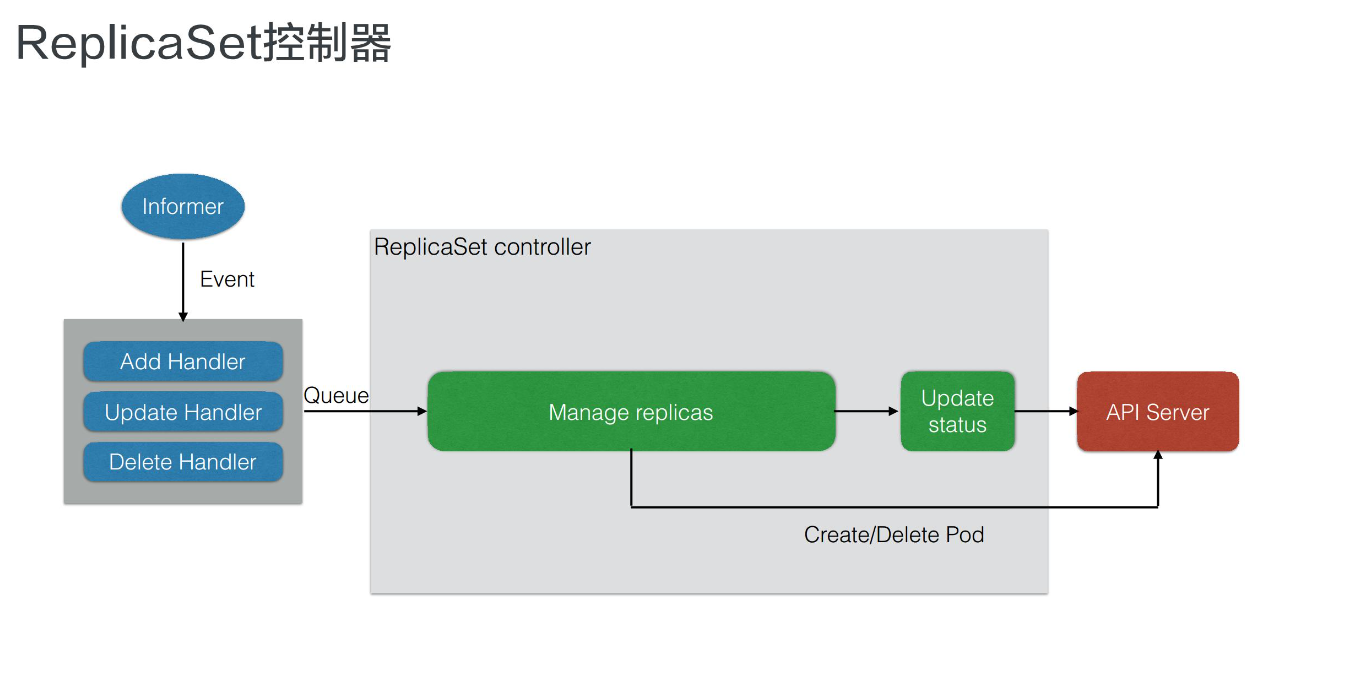 ReplicaSet控制器
Informer
Event
ReplicaSet controller
Add Handler
Update Handler
Delete Handler
Queue
Manage replicas
Update
status
API Server
Create/Delete Pod